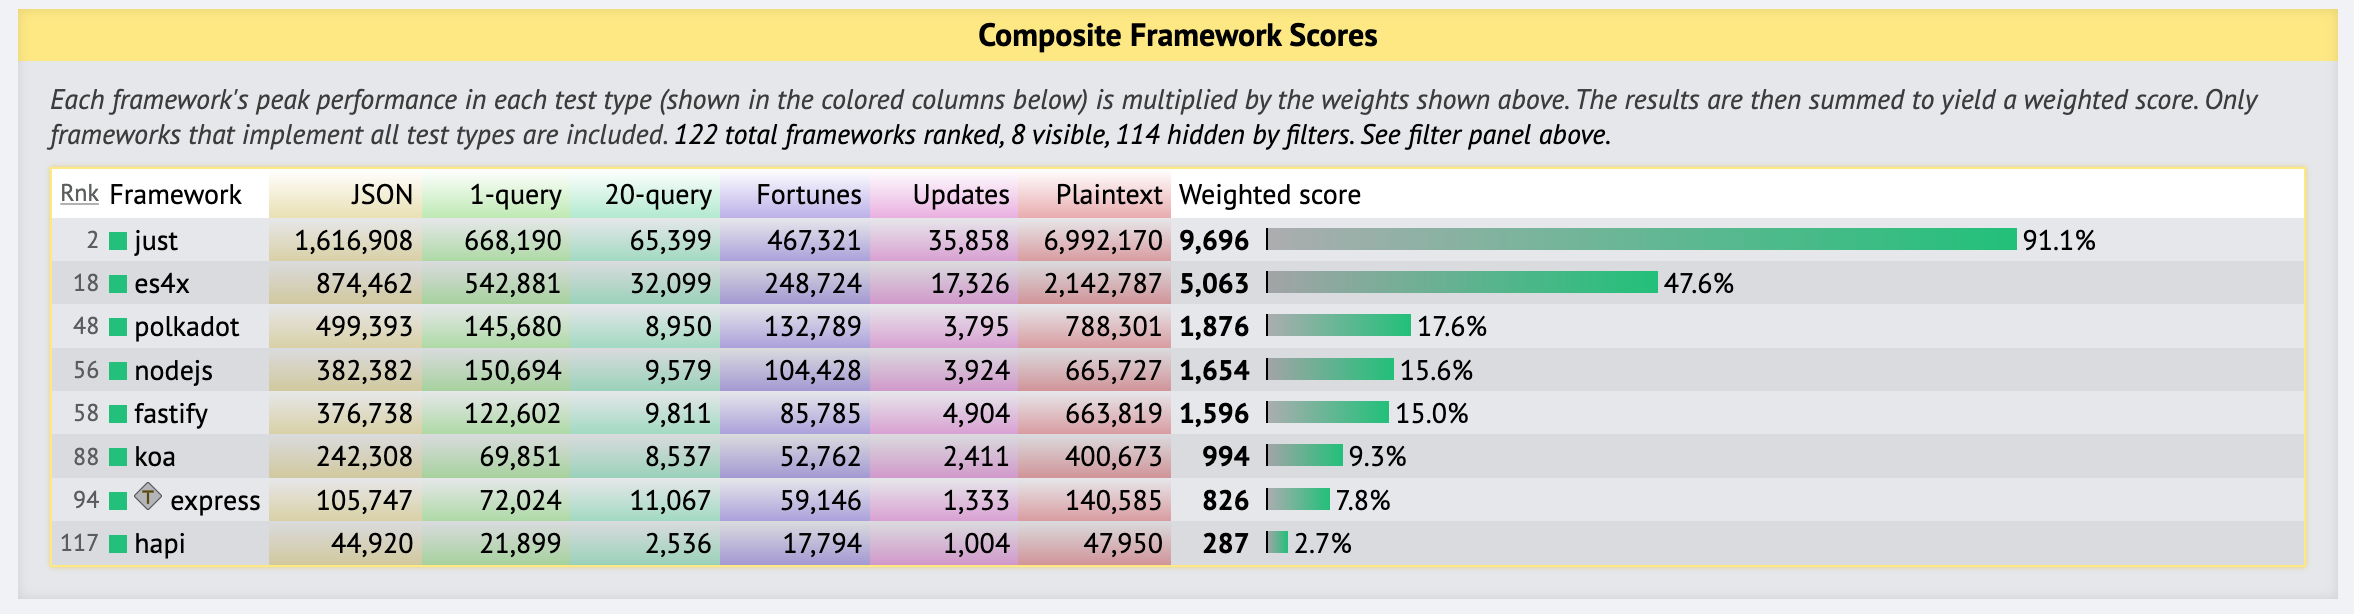 Composite Framework Scores
Each framework's peak performance in each test type (shown in the colored columns below) is multiplied by the weights shown above. The results are then summed to yield a weighted score. Only
frameworks that implement all test types are included. 122 total frameworks ranked, 8 visible, 114 hidden by filters. See filter panel above.
Rnk Framework JSON 1-query 20-query Fortunes Updates Plaintext Weighted score
2 just 1,616,908 668,190 65,399 467,321 35,858 6,992,170 9,696 91.1%
18 es4x 874,462 542,881 32,099 248,724 17,326 2,142,787 5,063 47.6%
48 polkadot 499,393 145,680 8,950 132,789 3,795 788,301 1,876 17.6%
56 nodejs 382,382 150,694 9,579 104,428 3,924 665,727 1,654 15.6%
58 fastify 376,738 122,602 9,811 85,785 4,904 663,819 1,596 15.0%
88 koa 242,308 69,851 8,537 52,762 2,411 400,673 994 9.3%
94 T express 105,747 72,024 11,067 59,146 1,333 140,585 826 7.8%
117 hapi 44,920 21,899 2,536 17,794 1,004 47,950 287 2.7%